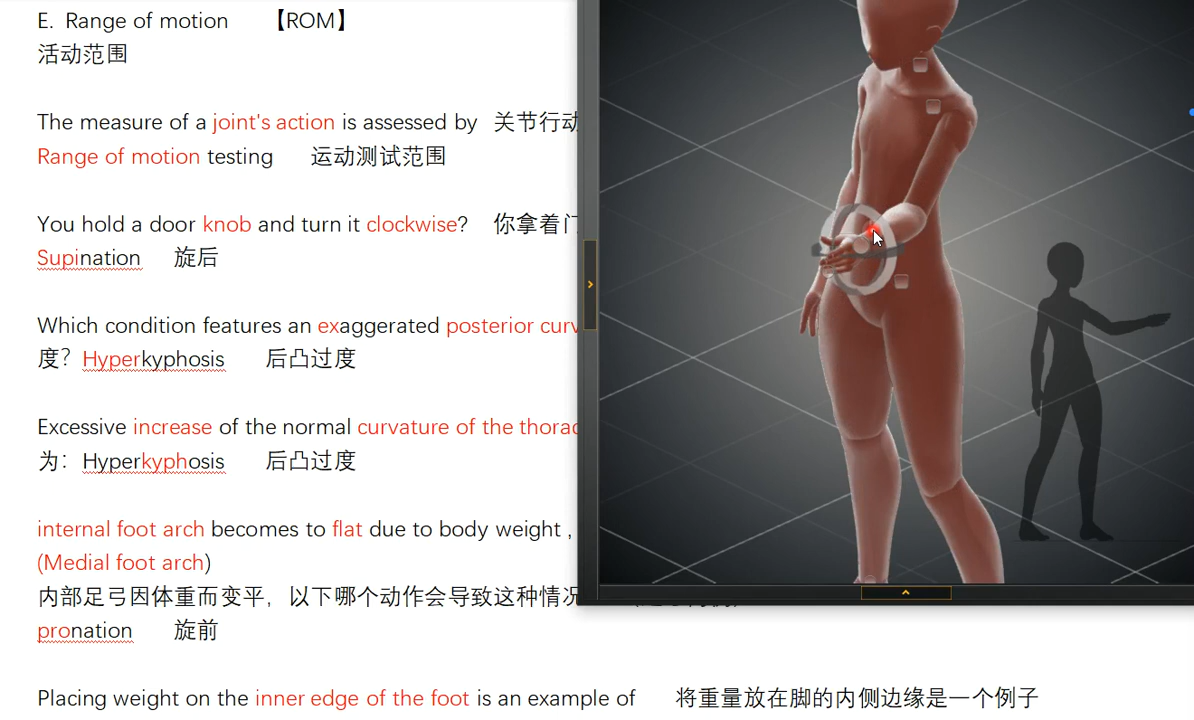 E. Range of motion 【ROM】
活动范围
The measure of a joint's action is assessed by 关节行动
Range of motion testing 运动测试范围
You hold a door knob and turn it clockwise? 你拿着门
Supination 旋后
Which condition features an exaggerated posterior curv
度？Hyperkyphosis 后凸过度
Excessive increase of the normal curvature of the thorac
为：Hyperkyphosis 后凸过度
internal foot arch becomes to flat due to body weight ,
(Medial foot arch)
内部足弓因体重而变平，以下哪个动作会导致这种情况
pronation 旋前
Placing weight on the inner edge of the foot is an example of 将重量放在脚的内侧边缘是一个例子